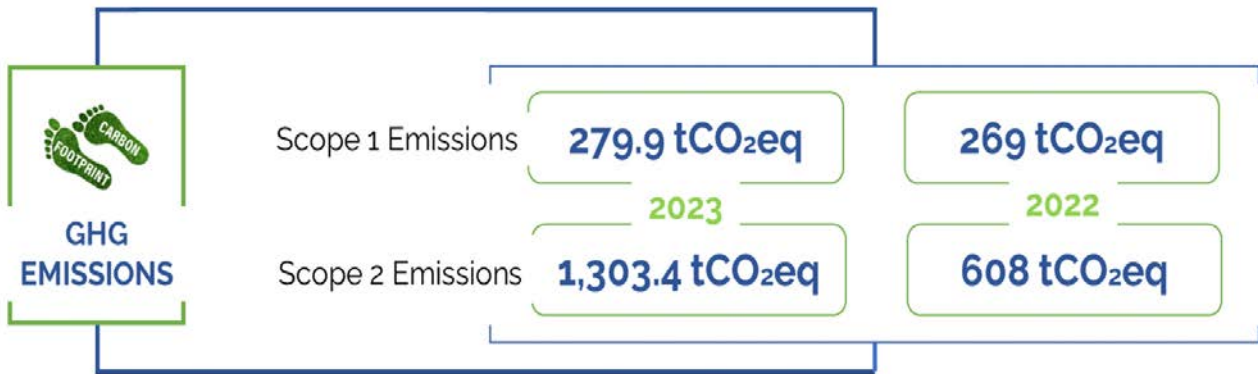 CARBON
FOOTPRINT
GHG
EMISSIONS
Scope 1 Emissions
279.9 tCO₂eq
269 tCO₂eq
2023
2022
Scope 2 Emissions
1,303.4 tCO₂eq
608 tCO₂eq